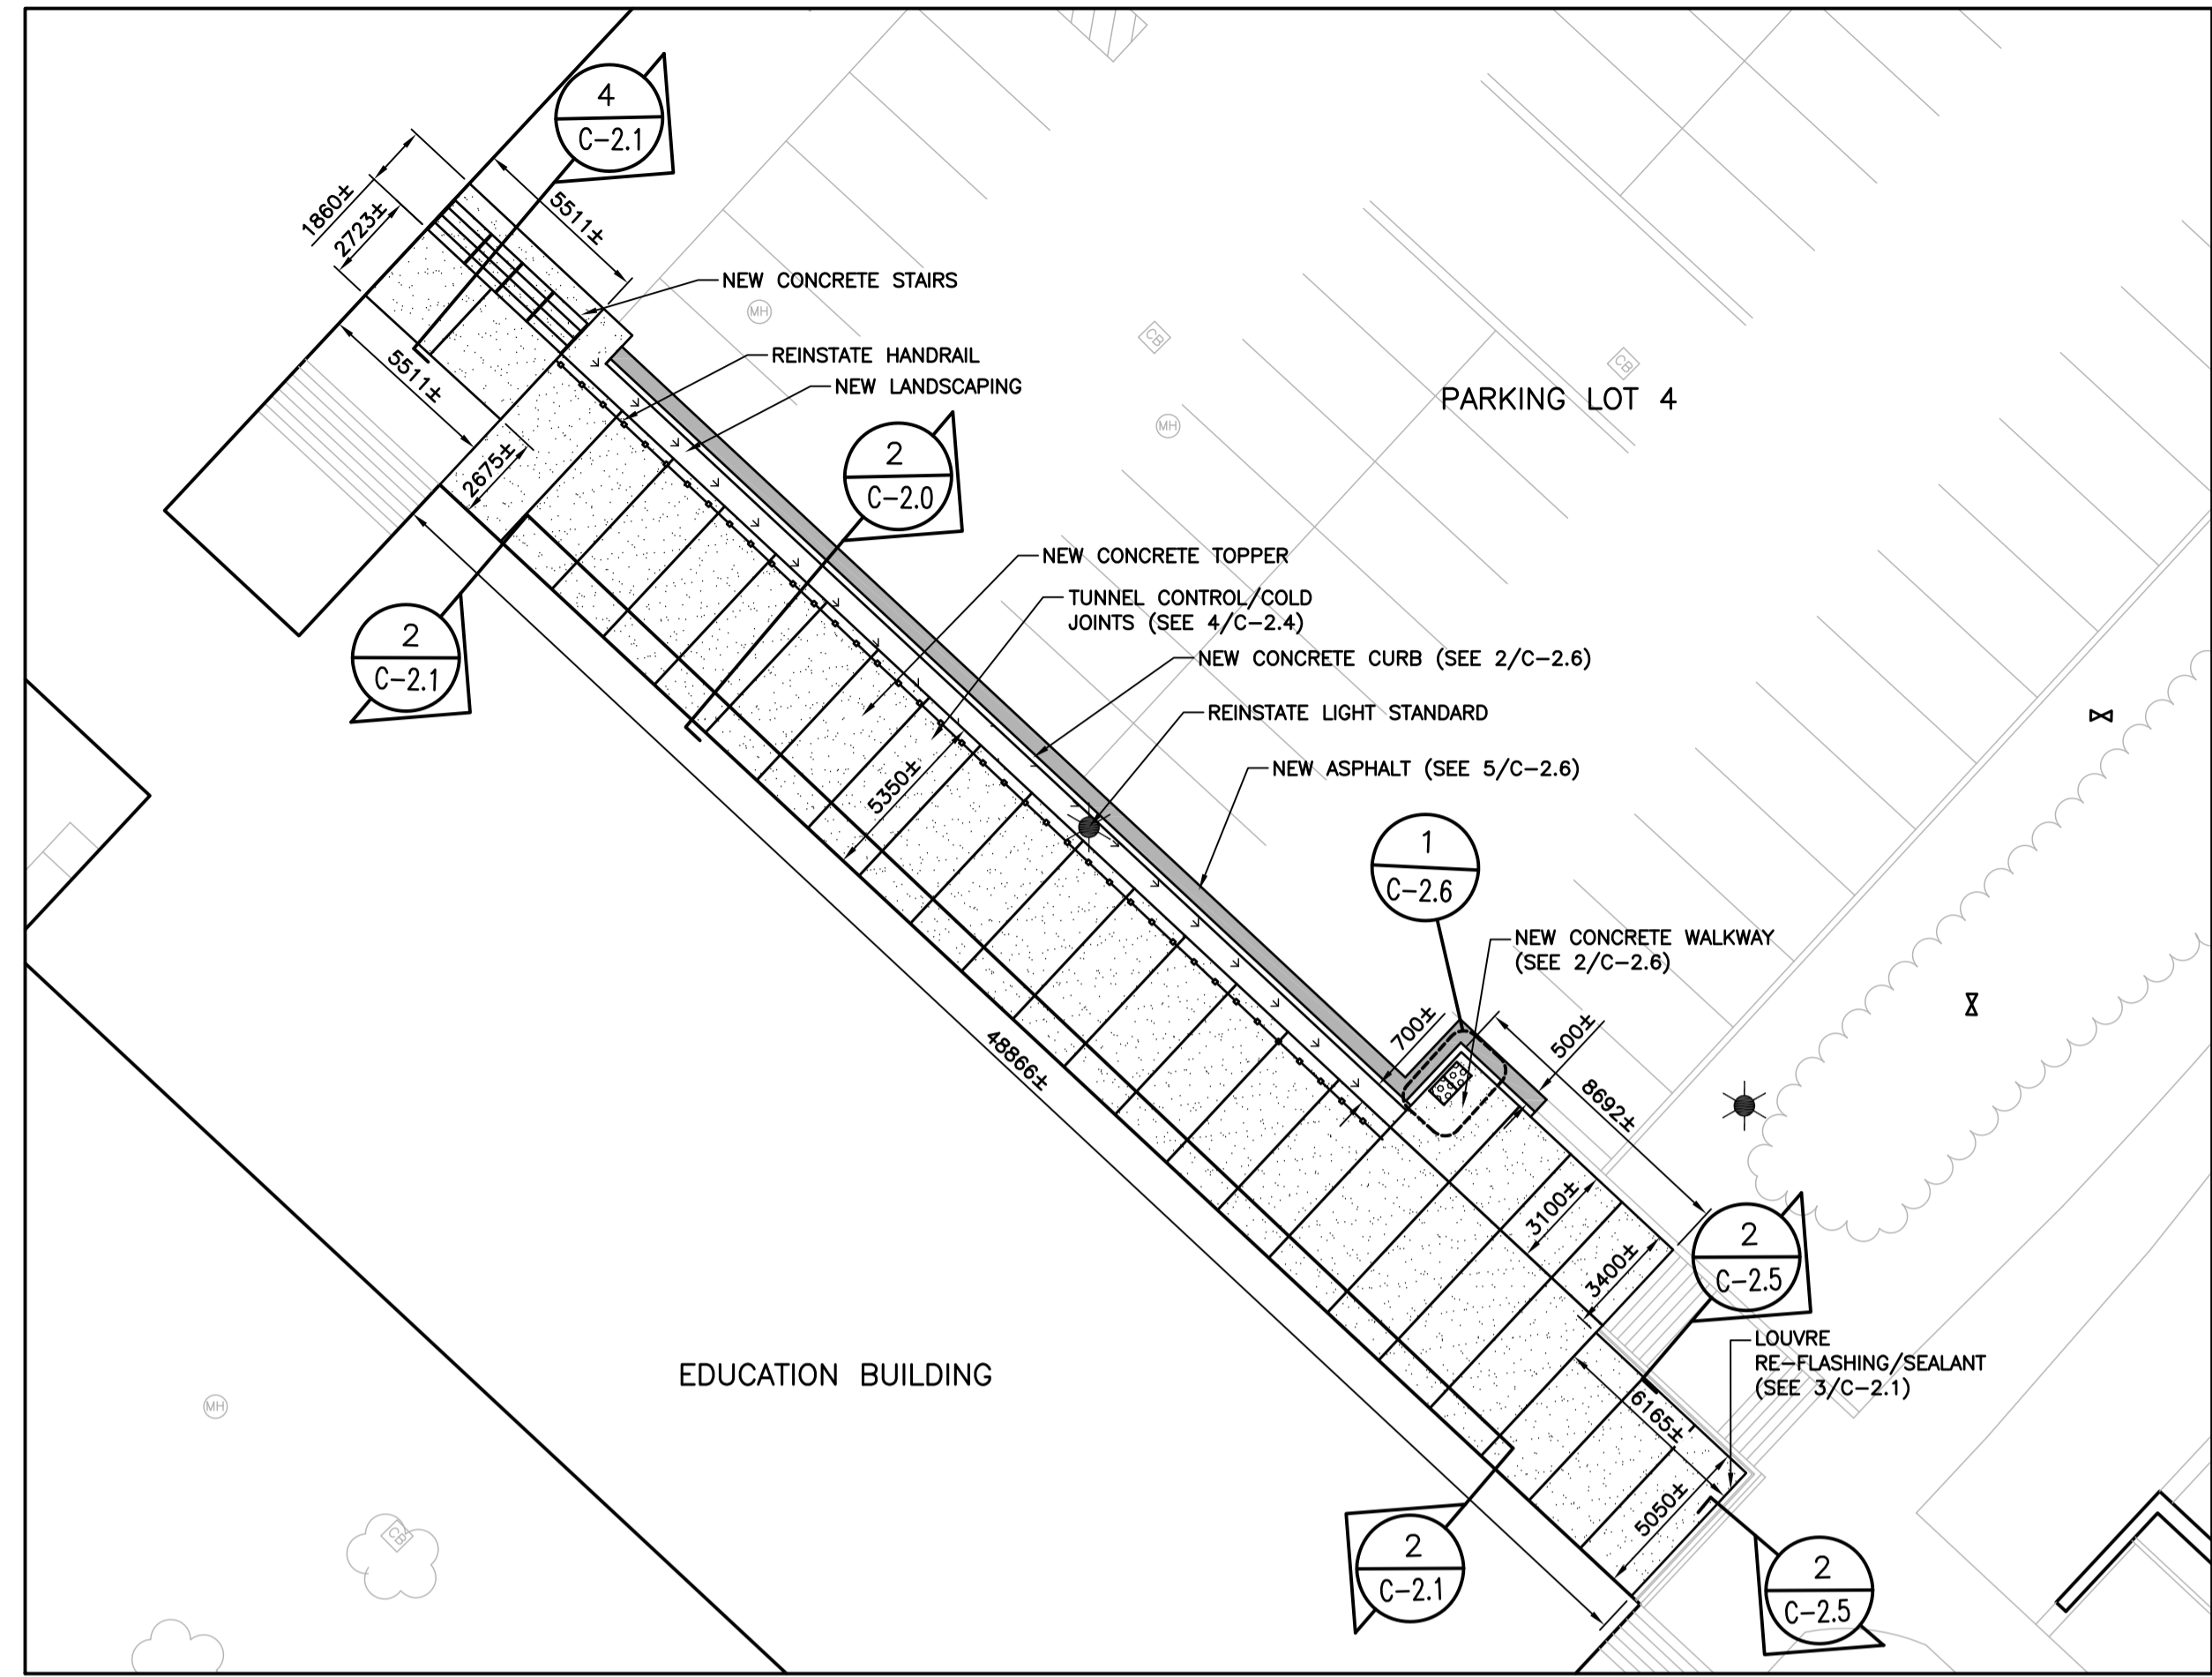 4
C-2.1
1860±
2723±
5511±
NEW CONCRETE STAIRS
MH
CB
CB
REINSTATE HANDRAIL
5511±
NEW LANDSCAPING
PARKING LOT 4
MH
2
C-2.0
2675±
NEW CONCRETE TOPPER
TUNNEL CONTROL/COLD
JOINTS (SEE 4/C-2.4)
2
C-2.1
NEW CONCRETE CURB (SEE 2/C-2.6)
REINSTATE LIGHT STANDARD
NEW ASPHALT (SEE 5/C-2.6)
5350±
1
C-2.6
NEW CONCRETE WALKWAY
(SEE 2/C-2.6)
700±
500±
48866±
8692±
3100±
2
C-2.5
3400±
LOUVRE
RE-FLASHING/SEALANT
(SEE 3/C-2.1)
EDUCATION BUILDING
MH
6165±
5050±
CB
2
C-2.1
2
C-2.5